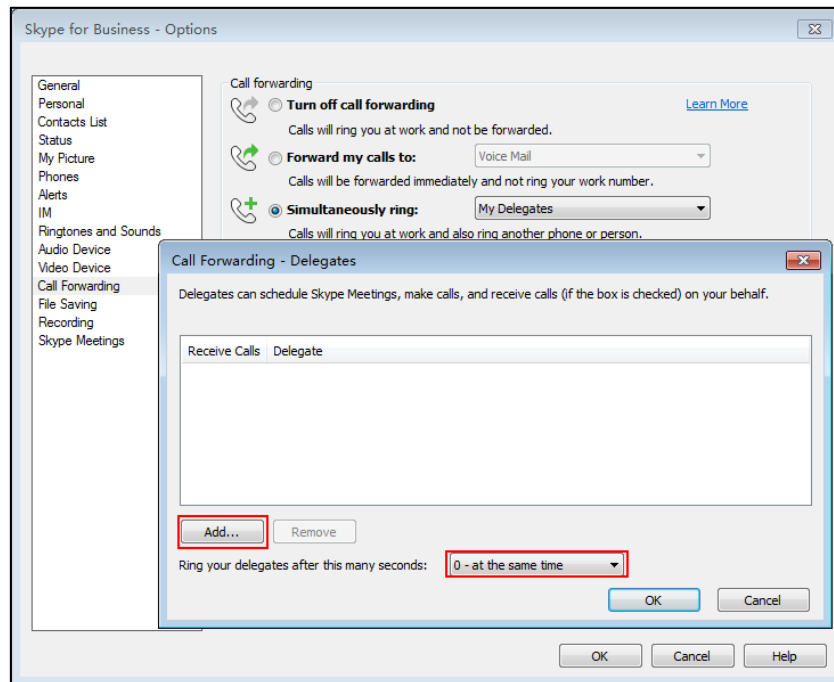 Skype for Business - Options
General
Personal
Contacts List
Status
My Picture
Phones
Alerts
IM
Ringtones and Sounds
Audio Device
Video Device
Call Forwarding
File Saving
Recording
Skype Meetings
Call forwarding
Turn off call forwarding
Learn More
Calls will ring you at work and not be forwarded.
Forward my calls to:
Voice Mail
Calls will be forwarded immediately and not ring your work number.
Simultaneously ring:
My Delegates
Calls will ring you at work and also ring another phone or person.
Call Forwarding - Delegates
Delegates can schedule Skype Meetings, make calls, and receive calls (if the box is checked) on your behalf.
Receive Calls Delegate
Add... Remove
Ring your delegates after this many seconds: 0 - at the same time
OK Cancel
OK Cancel Help